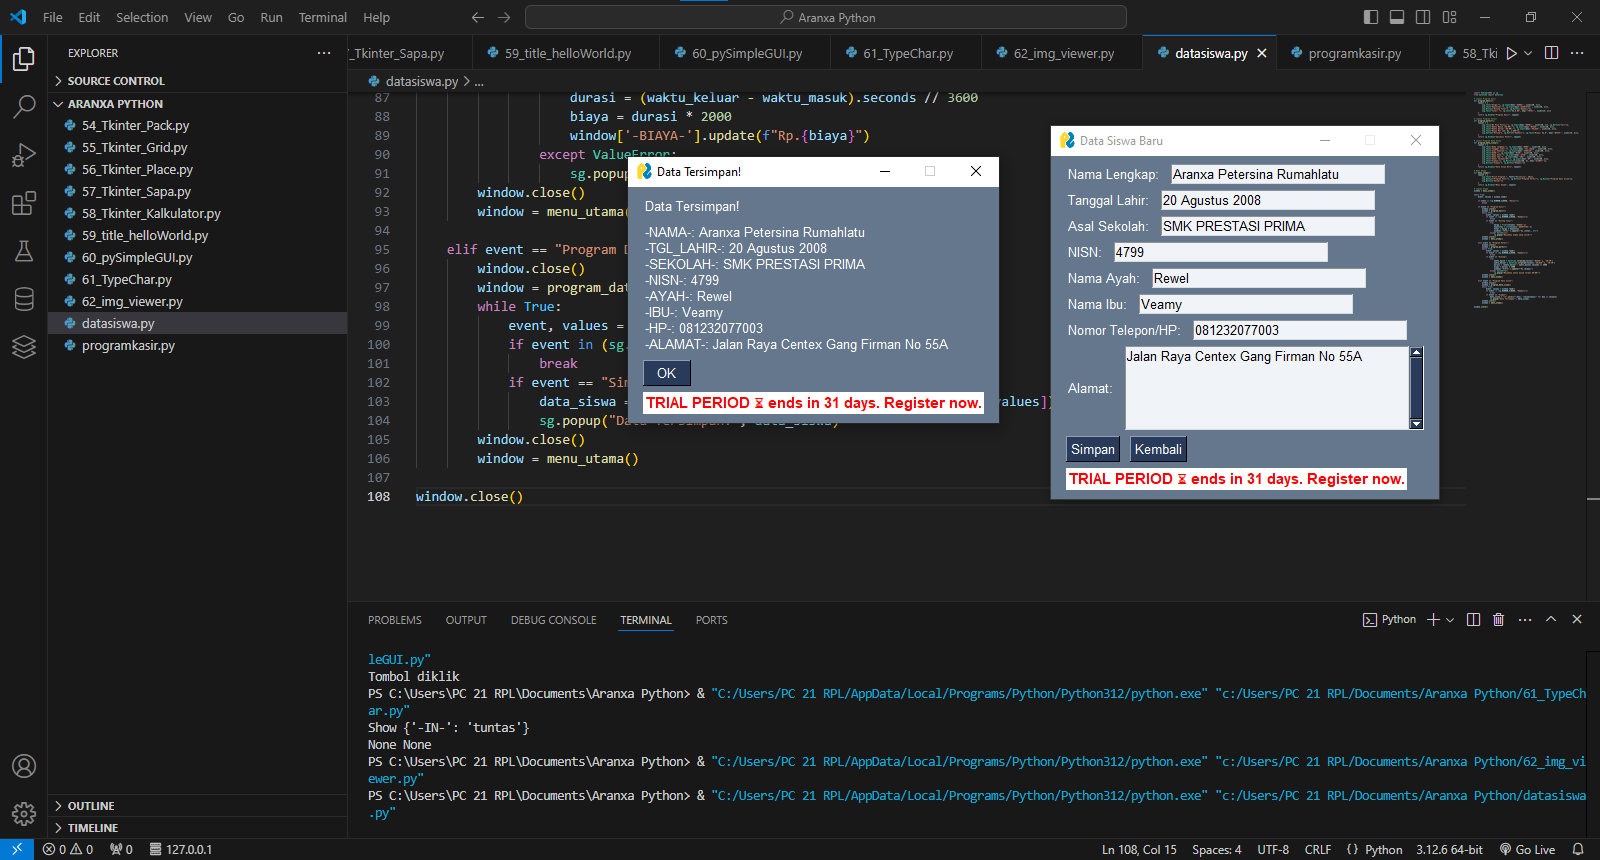 File Edit Selection View Go Run Terminal Help
Aranxa Python
EXPLORER
SOURCE CONTROL
ARANXA PYTHON
54_Tkinter_Pack.py
55_Tkinter_Grid.py
56_Tkinter_Place.py
57_Tkinter_Sapa.py
58_Tkinter_Kalkulator.py
59_title_helloWorld.py
60_pySimpleGUI.py
61_TypeChar.py
62_img_viewer.py
datasiswa.py
programkasir.py
OUTLINE
TIMELINE
7_Tkinter_Sapa.py 59_title_helloWorld.py 60_pySimpleGUI.py 61_TypeChar.py 62_img_viewer.py datasiswa.py programkasir.py 58_Tki
datasiswa.py > ...
87 durasi = (waktu_keluar - waktu_masuk).seconds // 3600
88 biaya = durasi * 2000
89 window['-BIAYA-'].update(f"Rp.{biaya}")
90 except ValueError:
91 sg.popup
92 window.close()
93 window = menu_utama(
94
95 elif event == "Program D
96 window.close()
97 window = program_dat
98 while True:
99 event, values =
100 if event in (sg.
101 break
102 if event == "Sim
103 data_siswa = values])
104 sg.popup("Data Tersimpan!", data_siswa)
105 window.close()
106 window = menu_utama()
107
108 window.close()
Data Tersimpan!
Data Tersimpan!
-NAMA-: Aranxa Petersina Rumahlatu
-TGL_LAHIR-: 20 Agustus 2008
-SEKOLAH-: SMK PRESTASI PRIMA
-NISN-: 4799
-AYAH-: Rewel
-IBU-: Veamy
-HP-: 081232077003
-ALAMAT-: Jalan Raya Centex Gang Firman No 55A
OK
TRIAL PERIOD ⏳ ends in 31 days. Register now.
Data Siswa Baru
Nama Lengkap: Aranxa Petersina Rumahlatu
Tanggal Lahir: 20 Agustus 2008
Asal Sekolah: SMK PRESTASI PRIMA
NISN: 4799
Nama Ayah: Rewel
Nama Ibu: Veamy
Nomor Telepon/HP: 081232077003
Alamat: Jalan Raya Centex Gang Firman No 55A
Simpan Kembali
TRIAL PERIOD ⏳ ends in 31 days. Register now.
PROBLEMS OUTPUT DEBUG CONSOLE TERMINAL PORTS
Python
leGUI.py"
Tombol diklik
PS C:\Users\PC 21 RPL\Documents\Aranxa Python> & "C:/Users/PC 21 RPL/AppData/Local/Programs/Python/Python312/python.exe" "c:/Users/PC 21 RPL/Documents/Aranxa Python/61_TypeCh
ar.py"
Show {'-IN-': 'tuntas'}
None None
PS C:\Users\PC 21 RPL\Documents\Aranxa Python> & "C:/Users/PC 21 RPL/AppData/Local/Programs/Python/Python312/python.exe" "c:/Users/PC 21 RPL/Documents/Aranxa Python/62_img_vi
ewer.py"
PS C:\Users\PC 21 RPL\Documents\Aranxa Python> & "C:/Users/PC 21 RPL/AppData/Local/Programs/Python/Python312/python.exe" "c:/Users/PC 21 RPL/Documents/Aranxa Python/datasiswa
.py"
0 0 0 127.0.0.1 Ln 108, Col 15 Spaces: 4 UTF-8 CRLF Python 3.12.6 64-bit Go Live